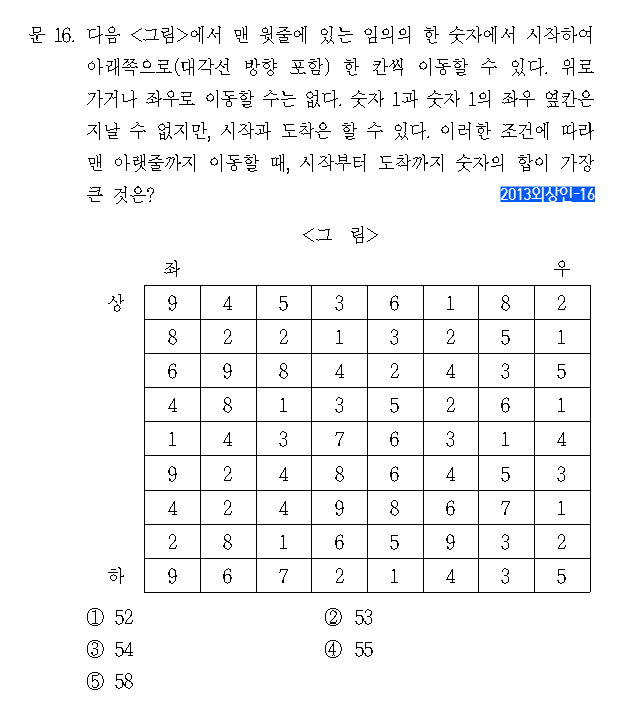 문 16. 다음 <그림>에서 맨 윗줄에 있는 임의의 한 숫자에서 시작하여
아래쪽으로(대각선 방향 포함) 한 칸씩 이동할 수 있다. 위로
가거나 좌우로 이동할 수는 없다. 숫자 1과 숫자 1의 좌우 옆칸은
지날 수 없지만, 시작과 도착은 할 수 있다. 이러한 조건에 따라
맨 아랫줄까지 이동할 때, 시작부터 도착까지 숫자의 합이 가장
큰 것은? 2013외상인-16
<그 림>
좌 우
상 9 4 5 3 6 1 8 2
8 2 2 1 3 2 5 1
6 9 8 4 2 4 3 5
4 8 1 3 5 2 6 1
1 4 3 7 6 3 1 4
9 2 4 8 6 4 5 3
4 2 4 9 8 6 7 1
2 8 1 6 5 9 3 2
하 9 6 7 2 1 4 3 5
① 52 ② 53
③ 54 ④ 55
⑤ 58